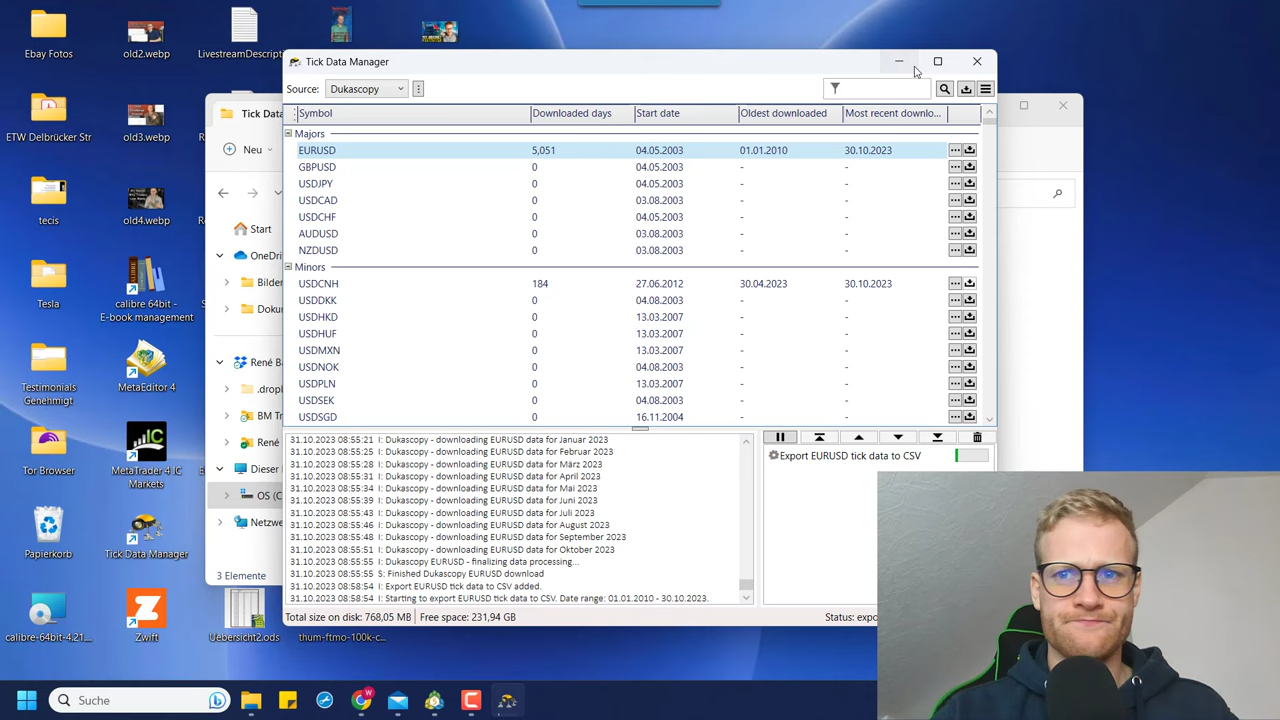 Ebay Fotos
old2.webp
LivestreamDescript
ETW Delbrücker Str
old3.webp
tecis
old4.webp
Tesla
calibre 64bit -
E-book management
Testimonials
Genehmigt
MetaEditor 4
Tor Browser
MetaTrader 4 IC
Markets
Papierkorb
Tick Data Manager
calibre-64bit-4.21...
Zwift
Uebersicht2.ods
thum-ftmo-100k-c...
Tick Data
Neu
Start
OneDri
Bilder
Doku
René Ba
.dropl
BM Tr
René
Dieser
OS (C
Netzwe
3 Elemente
Tick Data Manager
Source: Dukascopy
Symbol Downloaded days Start date Oldest downloaded Most recent downlo...
Majors
EURUSD 5,051 04.05.2003 01.01.2010 30.10.2023
GBPUSD 0 04.05.2003 - -
USDJPY 0 04.05.2003 - -
USDCAD 0 03.08.2003 - -
USDCHF 0 04.05.2003 - -
AUDUSD 0 03.08.2003 - -
NZDUSD 0 03.08.2003 - -
Minors
USDCNH 184 27.06.2012 30.04.2023 30.10.2023
USDDKK 0 04.08.2003 - -
USDHKD 0 13.03.2007 - -
USDHUF 0 13.03.2007 - -
USDMXN 0 13.03.2007 - -
USDNOK 0 04.08.2003 - -
USDPLN 0 13.03.2007 - -
USDSEK 0 04.08.2003 - -
USDSGD 0 16.11.2004 - -
31.10.2023 08:55:21 I: Dukascopy - downloading EURUSD data for Januar 2023
31.10.2023 08:55:25 I: Dukascopy - downloading EURUSD data for Februar 2023
31.10.2023 08:55:28 I: Dukascopy - downloading EURUSD data for März 2023
31.10.2023 08:55:31 I: Dukascopy - downloading EURUSD data for April 2023
31.10.2023 08:55:34 I: Dukascopy - downloading EURUSD data for Mai 2023
31.10.2023 08:55:39 I: Dukascopy - downloading EURUSD data for Juni 2023
31.10.2023 08:55:43 I: Dukascopy - downloading EURUSD data for Juli 2023
31.10.2023 08:55:46 I: Dukascopy - downloading EURUSD data for August 2023
31.10.2023 08:55:48 I: Dukascopy - downloading EURUSD data for September 2023
31.10.2023 08:55:51 I: Dukascopy - downloading EURUSD data for Oktober 2023
31.10.2023 08:55:55 I: Dukascopy EURUSD - finalizing data processing...
31.10.2023 08:55:55 S: Finished Dukascopy EURUSD download
31.10.2023 08:58:54 I: Export EURUSD tick data to CSV added.
31.10.2023 08:58:54 I: Starting to export EURUSD tick data to CSV. Date range: 01.01.2010 - 30.10.2023.
Export EURUSD tick data to CSV
Total size on disk: 768,05 MB Free space: 231,94 GB Status: expo
Suche